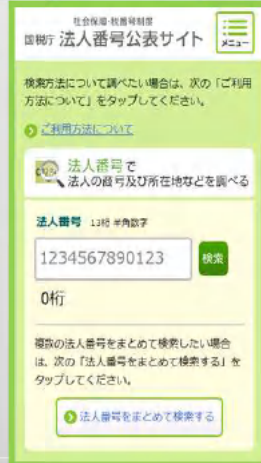 社会保障・税番号制度
国税庁 法人番号公表サイト
メニュー
検索方法について調べたい場合は、次の「ご利用
方法について」をタップしてください。
ご利用方法について
法人番号で
法人の商号及び所在地などを調べる
法人番号 13桁 半角数字
1234567890123
検索
0桁
複数の法人番号をまとめて検索したい場合
は、次の「法人番号をまとめて検索する」を
タップしてください。
法人番号をまとめて検索する